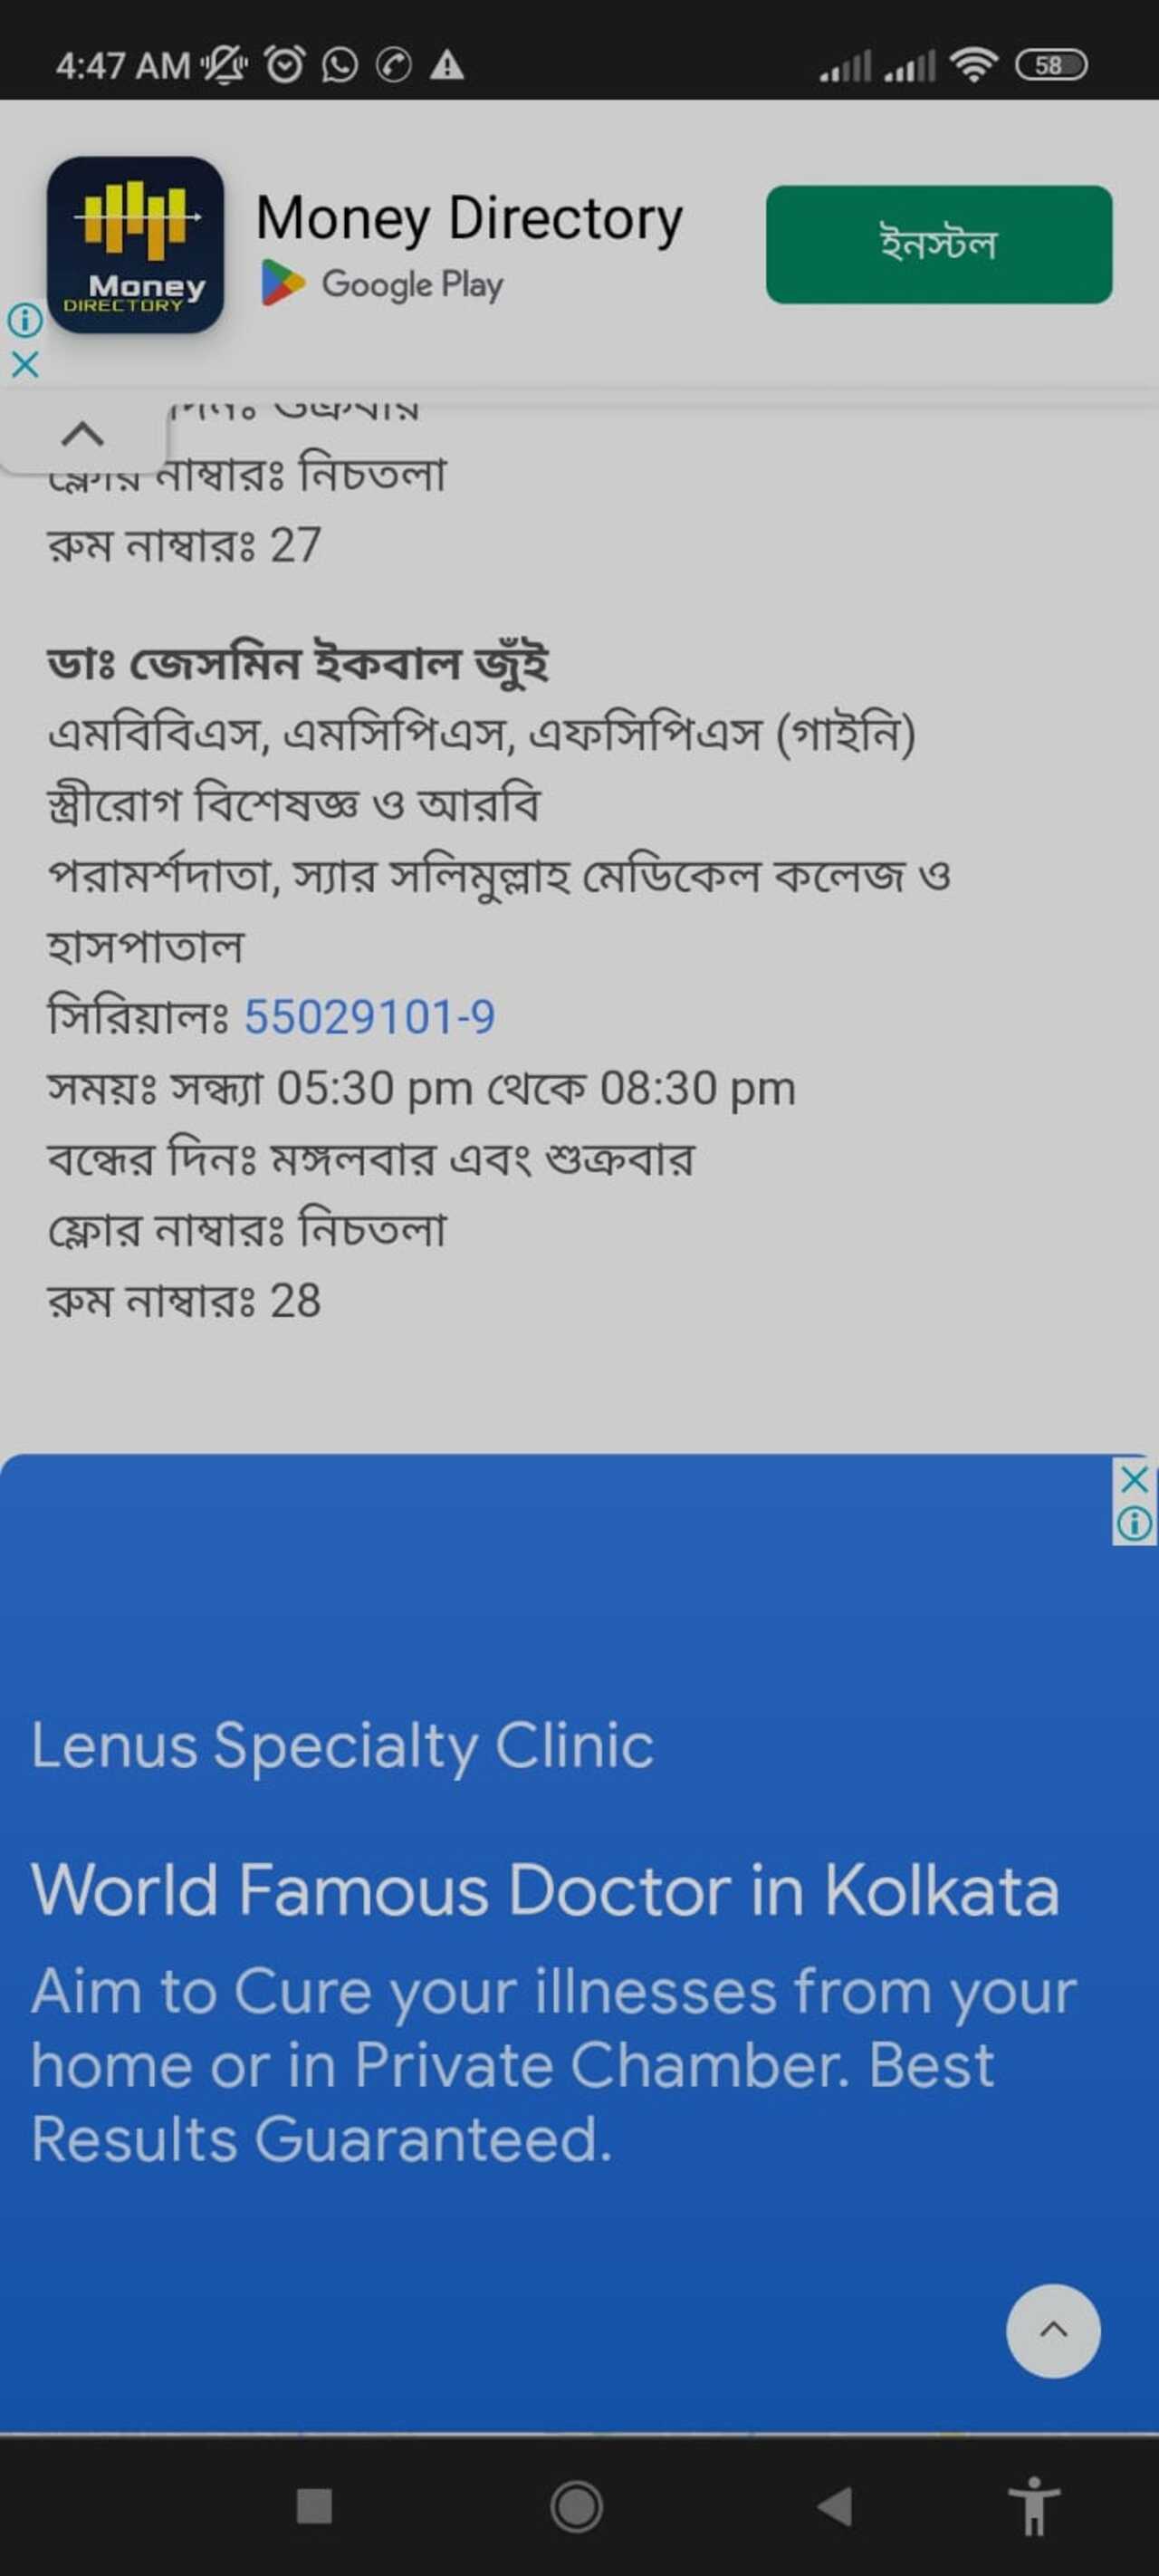 4:47 AM
58
Money Directory
Google Play
ইনস্টল
Money
DIRECTORY
ফ্লোর নাম্বারঃ নিচতলা
রুম নাম্বারঃ 27
ডাঃ জেসমিন ইকবাল জুঁই
এমবিবিএস, এমসিপিএস, এফসিপিএস (গাইনি)
স্ত্রীরোগ বিশেষজ্ঞ ও আরবি
পরামর্শদাতা, স্যার সলিমুল্লাহ মেডিকেল কলেজ ও
হাসপাতাল
সিরিয়ালঃ 55029101-9
সময়ঃ সন্ধ্যা 05:30 pm থেকে 08:30 pm
বন্ধের দিনঃ মঙ্গলবার এবং শুক্রবার
ফ্লোর নাম্বারঃ নিচতলা
রুম নাম্বারঃ 28
Lenus Specialty Clinic
World Famous Doctor in Kolkata
Aim to Cure your illnesses from your
home or in Private Chamber. Best
Results Guaranteed.